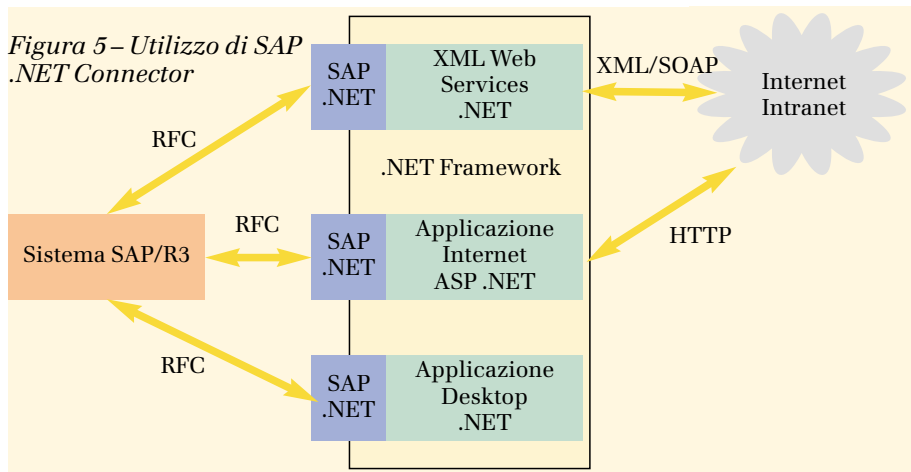 Figura 5 – Utilizzo di SAP
.NET Connector
SAP
.NET
XML Web
Services
.NET
XML/SOAP
Internet
Intranet
RFC
.NET Framework
Sistema SAP/R3
RFC
SAP
.NET
Applicazione
Internet
ASP .NET
HTTP
RFC
SAP
.NET
Applicazione
Desktop
.NET